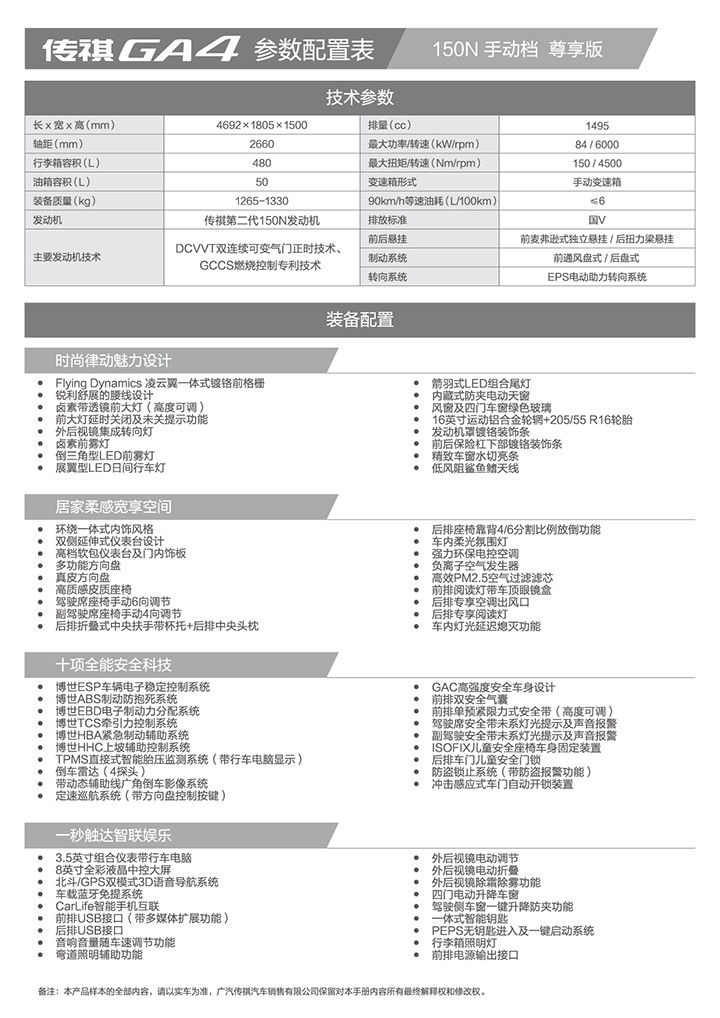 传祺GA4 参数配置表 150N 手动档 尊享版
技术参数
长 x 宽 x 高（mm） 4692×1805×1500 排量（cc） 1495
轴距（mm） 2660 最大功率/转速（kW/rpm） 84 / 6000
行李箱容积（L） 480 最大扭矩/转速（Nm/rpm） 150 / 4500
油箱容积（L） 50 变速箱形式 手动变速箱
装备质量（kg） 1265-1330 90km/h等速油耗（L/100km） ≤6
发动机 传祺第二代150N发动机 排放标准 国V
主要发动机技术 DCVVT双连续可变气门正时技术、
GCCS燃烧控制专利技术
前后悬挂 前麦弗逊式独立悬挂 / 后扭力梁悬挂
制动系统 前通风盘式 / 后盘式
转向系统 EPS电动助力转向系统
装备配置
时尚律动魅力设计
Flying Dynamics 凌云翼一体式镀铬前格栅
锐利舒展的腰线设计
卤素带透镜前大灯（高度可调）
前大灯延时关闭及未关提示功能
外后视镜集成转向灯
卤素前雾灯
倒三角型LED前雾灯
展翼型LED日间行车灯
箭羽式LED组合尾灯
内藏式防夹电动天窗
风窗及四门车窗绿色玻璃
16英寸运动铝合金轮辋+205/55 R16轮胎
发动机罩镀铬装饰条
前后保险杠下部镀铬装饰条
精致车窗水切亮条
低风阻鲨鱼鳍天线
居家柔感宽享空间
环绕一体式内饰风格
双侧延伸式仪表台设计
高档软包仪表台及门内饰板
多功能方向盘
真皮方向盘
高质感皮质座椅
驾驶席座椅手动6向调节
副驾驶席座椅手动4向调节
后排折叠式中央扶手带杯托+后排中央头枕
后排座椅靠背4/6分割比例放倒功能
车内柔光氛围灯
强力环保电控空调
负离子空气发生器
高效PM2.5空气过滤滤芯
前排阅读灯带车顶眼镜盒
后排专享空调出风口
后排专享阅读灯
车内灯光延迟熄灭功能
十项全能安全科技
博世ESP车辆电子稳定控制系统
博世ABS制动防抱死系统
博世EBD电子制动力分配系统
博世TCS牵引力控制系统
博世HBA紧急制动辅助系统
博世HHC上坡辅助控制系统
TPMS直接式智能胎压监测系统（带行车电脑显示）
倒车雷达（4探头）
带动态辅助线广角倒车影像系统
定速巡航系统（带方向盘控制按键）
GAC高强度安全车身设计
前排双安全气囊
前排单预紧限力式安全带（高度可调）
驾驶席安全带未系灯光提示及声音报警
副驾驶席安全带未系灯光提示及声音报警
ISOFIX儿童安全座椅车身固定装置
后排车门儿童安全门锁
防盗锁止系统（带防盗报警功能）
冲击感应式车门自动开锁装置
一秒触达智联娱乐
3.5英寸组合仪表带行车电脑
8英寸全彩液晶中控大屏
北斗/GPS双模式3D语音导航系统
车载蓝牙免提系统
CarLife智能手机互联
前排USB接口（带多媒体扩展功能）
后排USB接口
音响音量随车速调节功能
弯道照明辅助功能
外后视镜电动调节
外后视镜电动折叠
外后视镜除霜除雾功能
四门电动升降车窗
驾驶侧车窗一键升降防夹功能
一体式智能钥匙
PEPS无钥匙进入及一键启动系统
行李箱照明灯
前排电源输出接口
备注：本产品样本的全部内容，请以实车为准，广汽传祺汽车销售有限公司保留对本手册内容所有最终解释权和修改权。